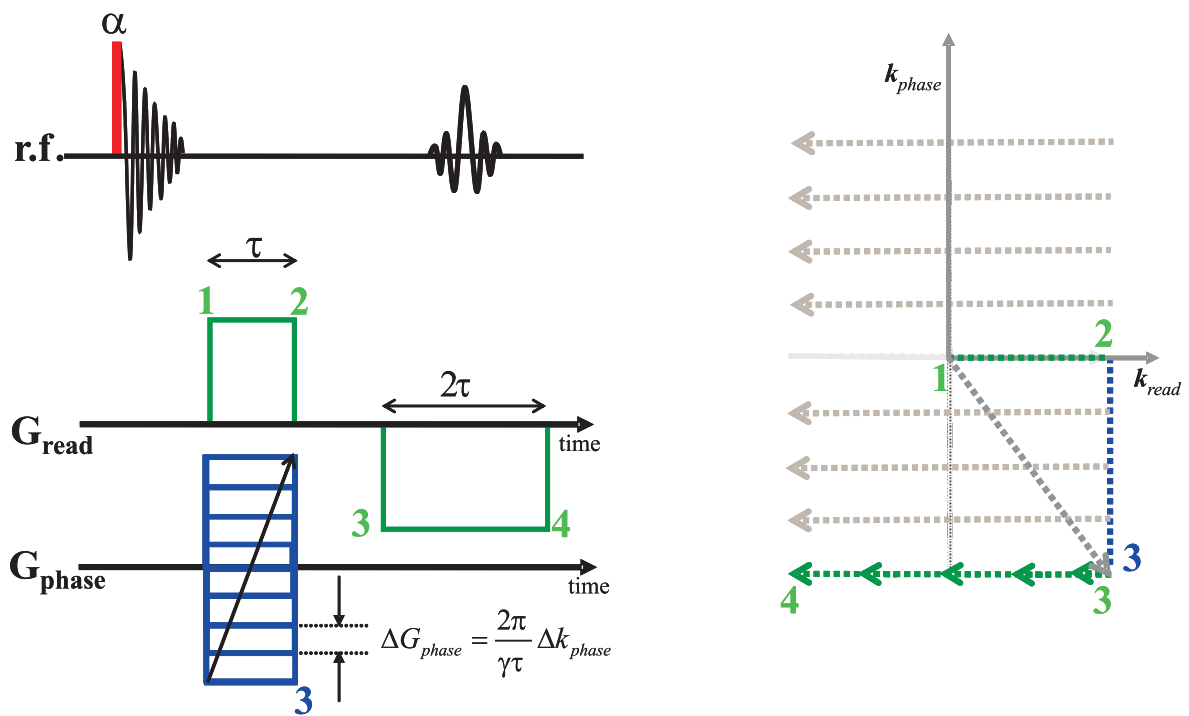 α
r.f.
τ
1 2
2τ
G_read
time
3 4
G_phase
time
ΔG_phase = 2π/γτ Δk_phase
3
k_phase
2
1
k_read
3
4 3